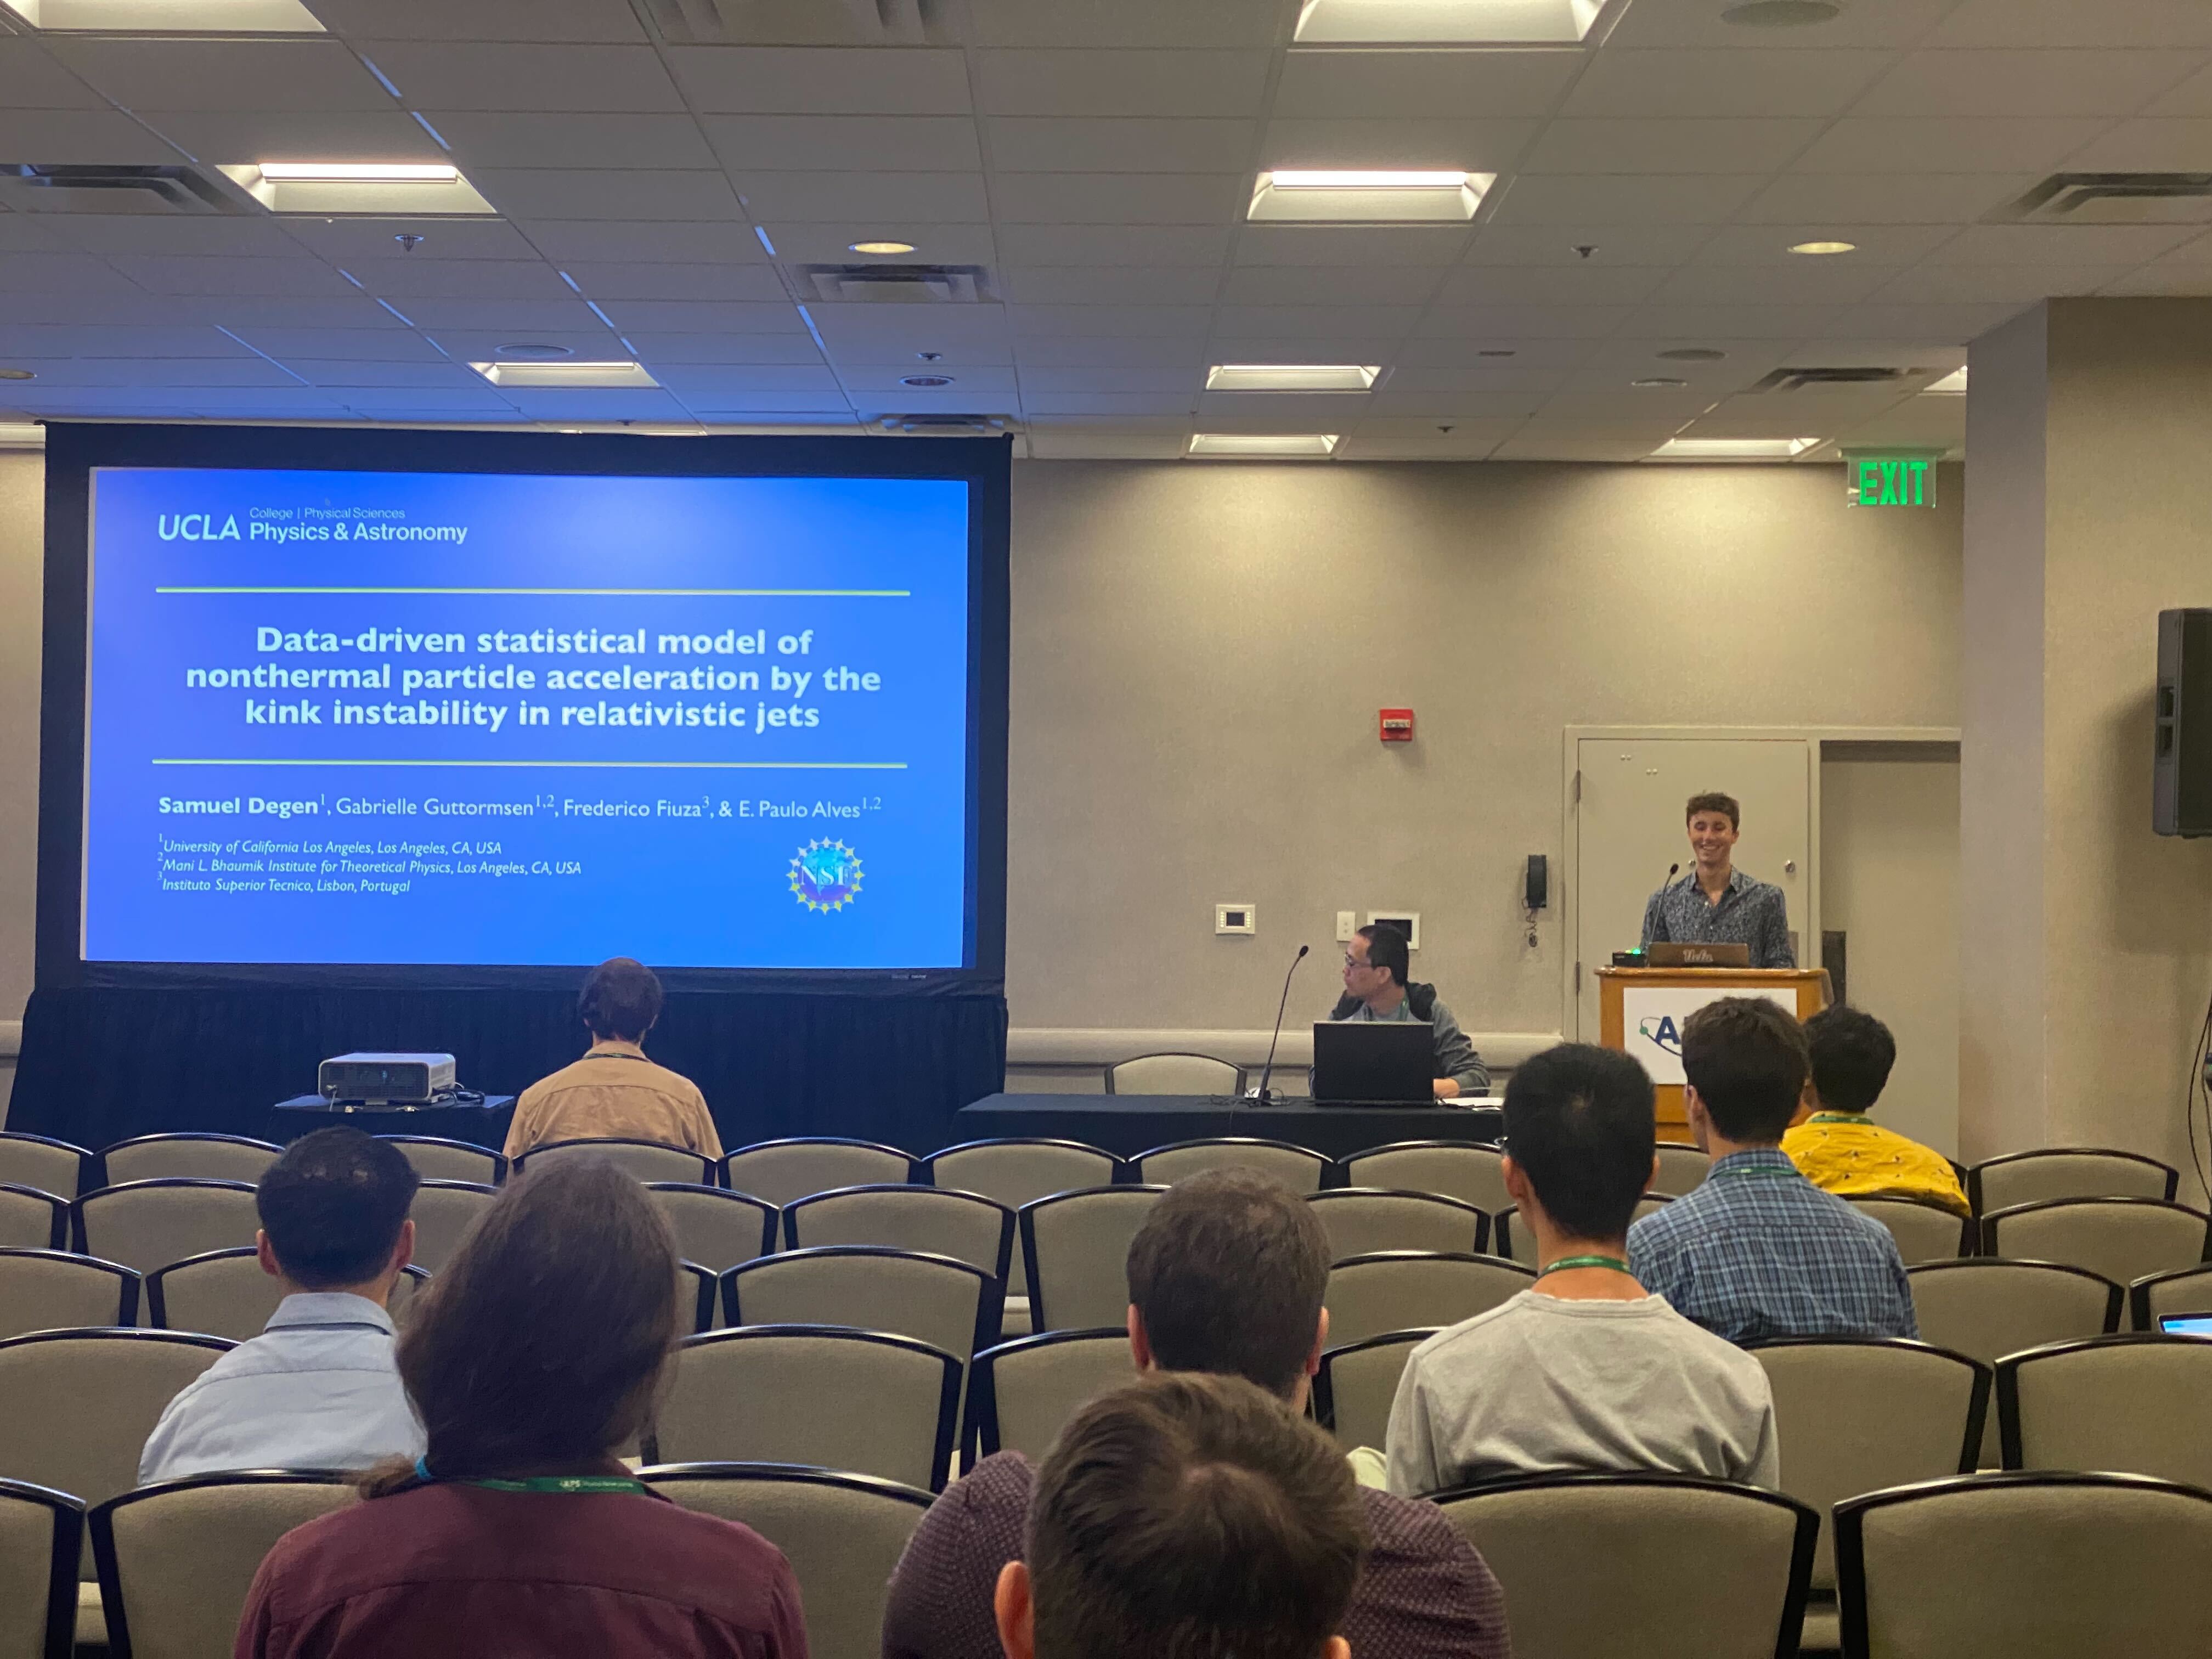 College | Physical Sciences
UCLA Physics & Astronomy
Data-driven statistical model of
nonthermal particle acceleration by the
kink instability in relativistic jets
Samuel Degen¹, Gabrielle Guttormsen¹,², Frederico Fiuza³, & E. Paulo Alves¹,²
¹University of California Los Angeles, Los Angeles, CA, USA
²Mani L. Bhaumik Institute for Theoretical Physics, Los Angeles, CA, USA
³Instituto Superior Tecnico, Lisbon, Portugal
NSF
EXIT
Ucla
A
APS